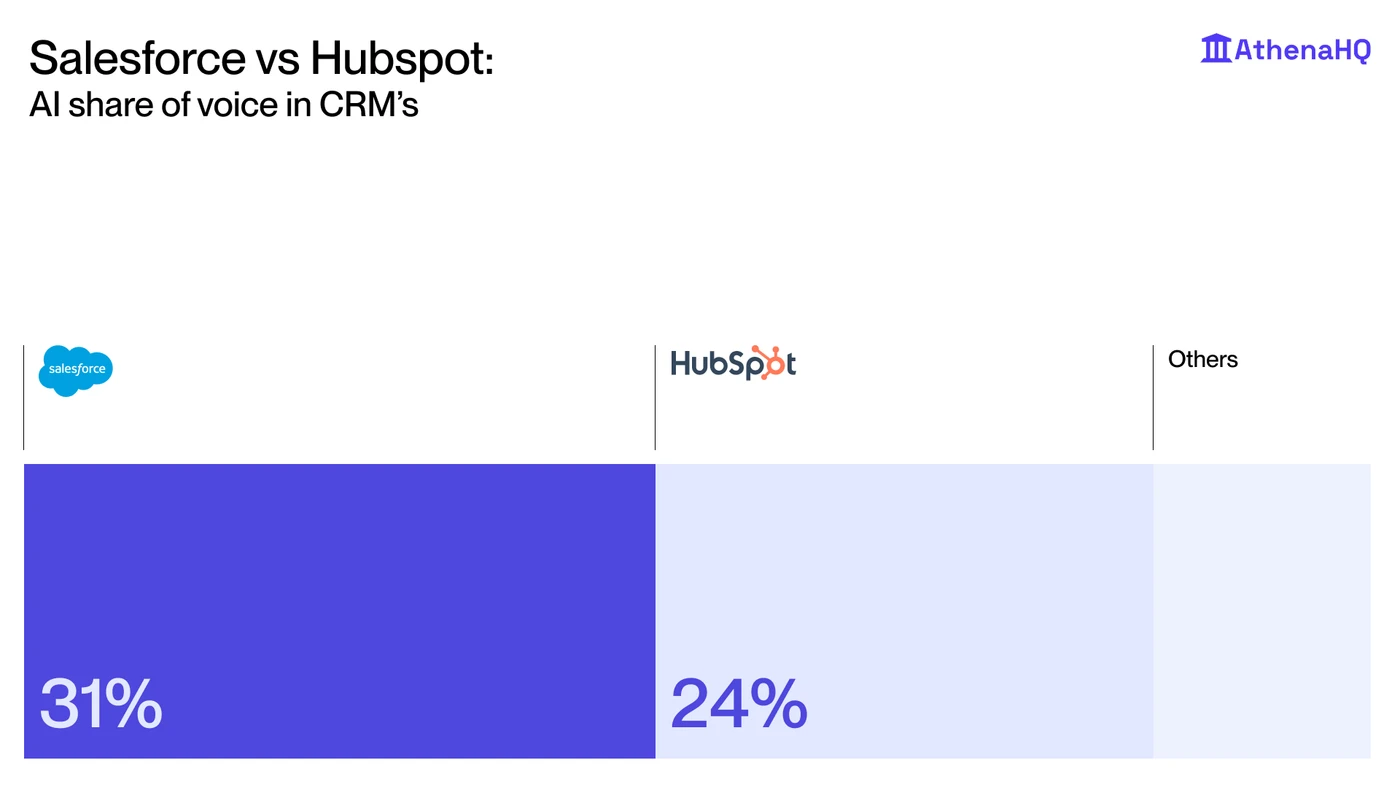 Salesforce vs Hubspot:
AI share of voice in CRM’s
AthenaHQ
salesforce
HubSpot
Others
31%
24%